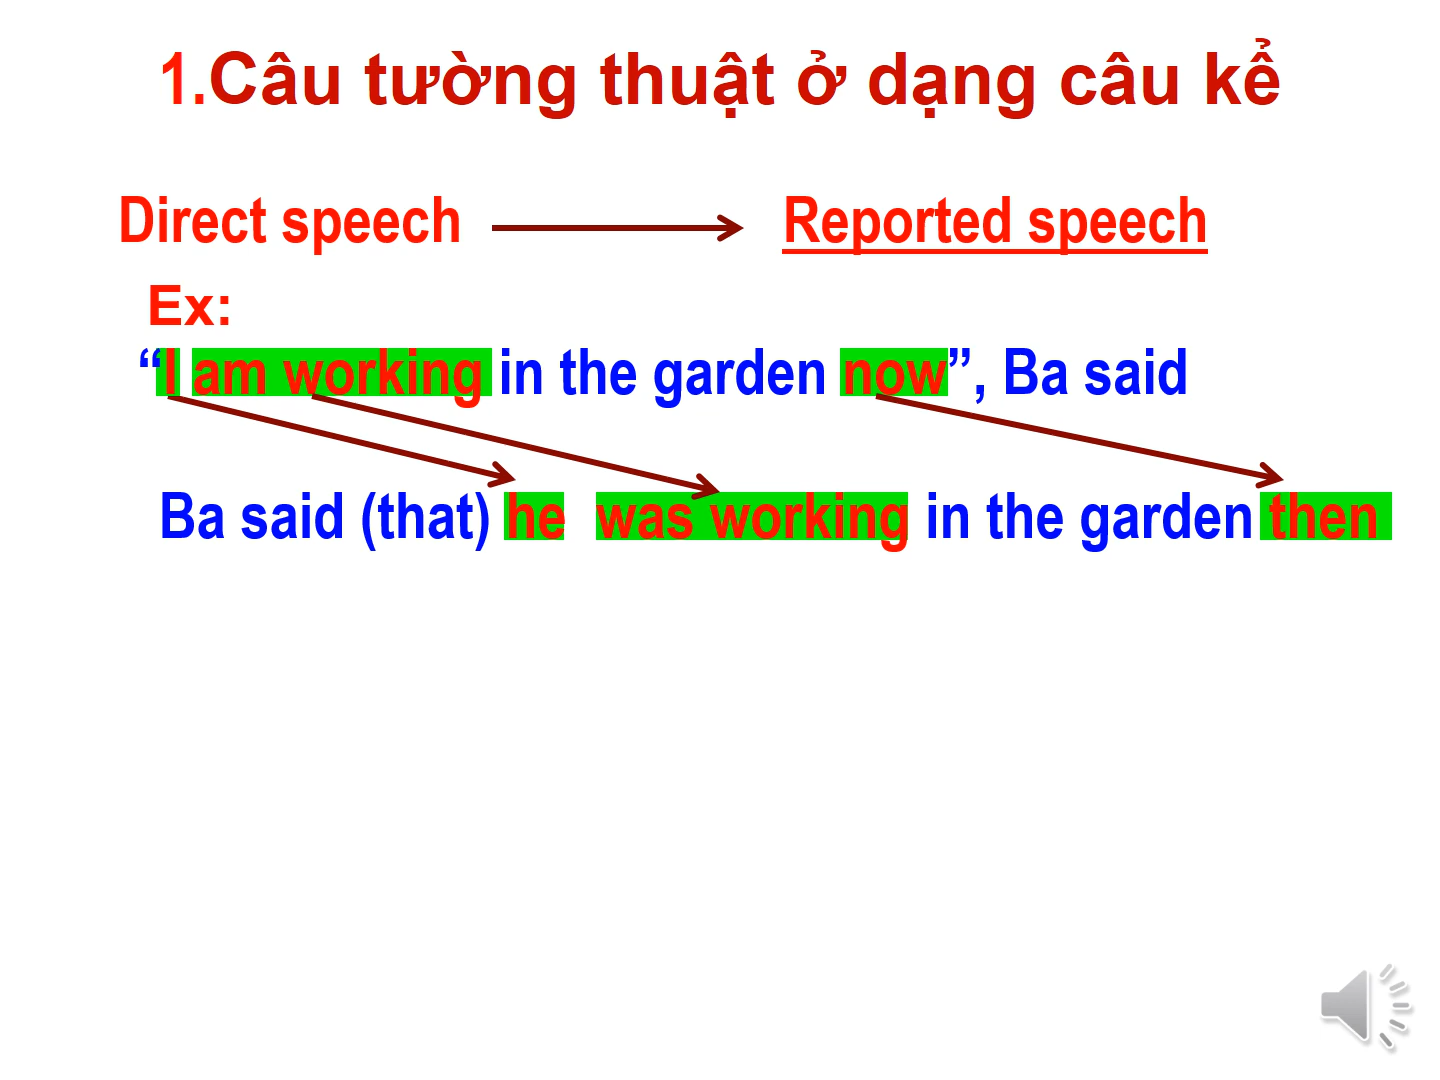 1.Câu tường thuật ở dạng câu kể
Direct speech Reported speech
Ex:
“I am working in the garden now”, Ba said
Ba said (that) he was working in the garden then